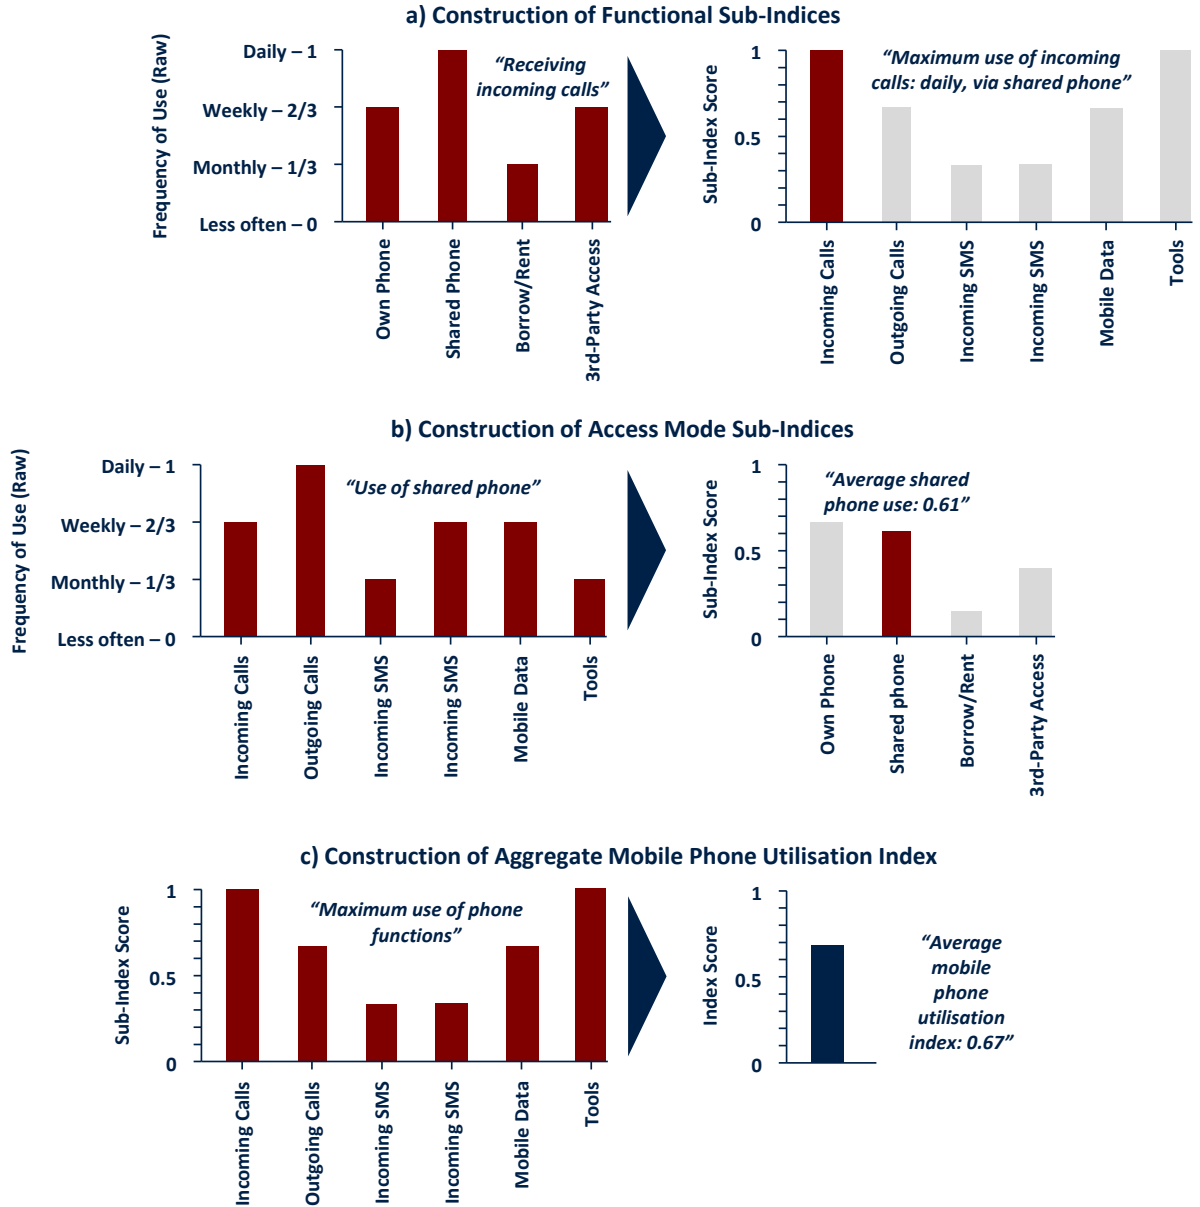 a) Construction of Functional Sub-Indices
Frequency of Use (Raw)
Daily – 1
Weekly – 2/3
Monthly – 1/3
Less often – 0
“Receiving
incoming calls”
Own Phone
Shared Phone
Borrow/Rent
3rd-Party Access
Sub-Index Score
1
0.5
0
“Maximum use of incoming
calls: daily, via shared phone”
Incoming Calls
Outgoing Calls
Incoming SMS
Incoming SMS
Mobile Data
Tools
b) Construction of Access Mode Sub-Indices
Frequency of Use (Raw)
Daily – 1
Weekly – 2/3
Monthly – 1/3
Less often – 0
“Use of shared phone”
Incoming Calls
Outgoing Calls
Incoming SMS
Incoming SMS
Mobile Data
Tools
Sub-Index Score
1
0.5
0
“Average shared
phone use: 0.61”
Own Phone
Shared phone
Borrow/Rent
3rd-Party Access
c) Construction of Aggregate Mobile Phone Utilisation Index
Sub-Index Score
1
0.5
0
“Maximum use of phone
functions”
Incoming Calls
Outgoing Calls
Incoming SMS
Incoming SMS
Mobile Data
Tools
Index Score
1
0.5
0
“Average
mobile
phone
utilisation
index: 0.67”